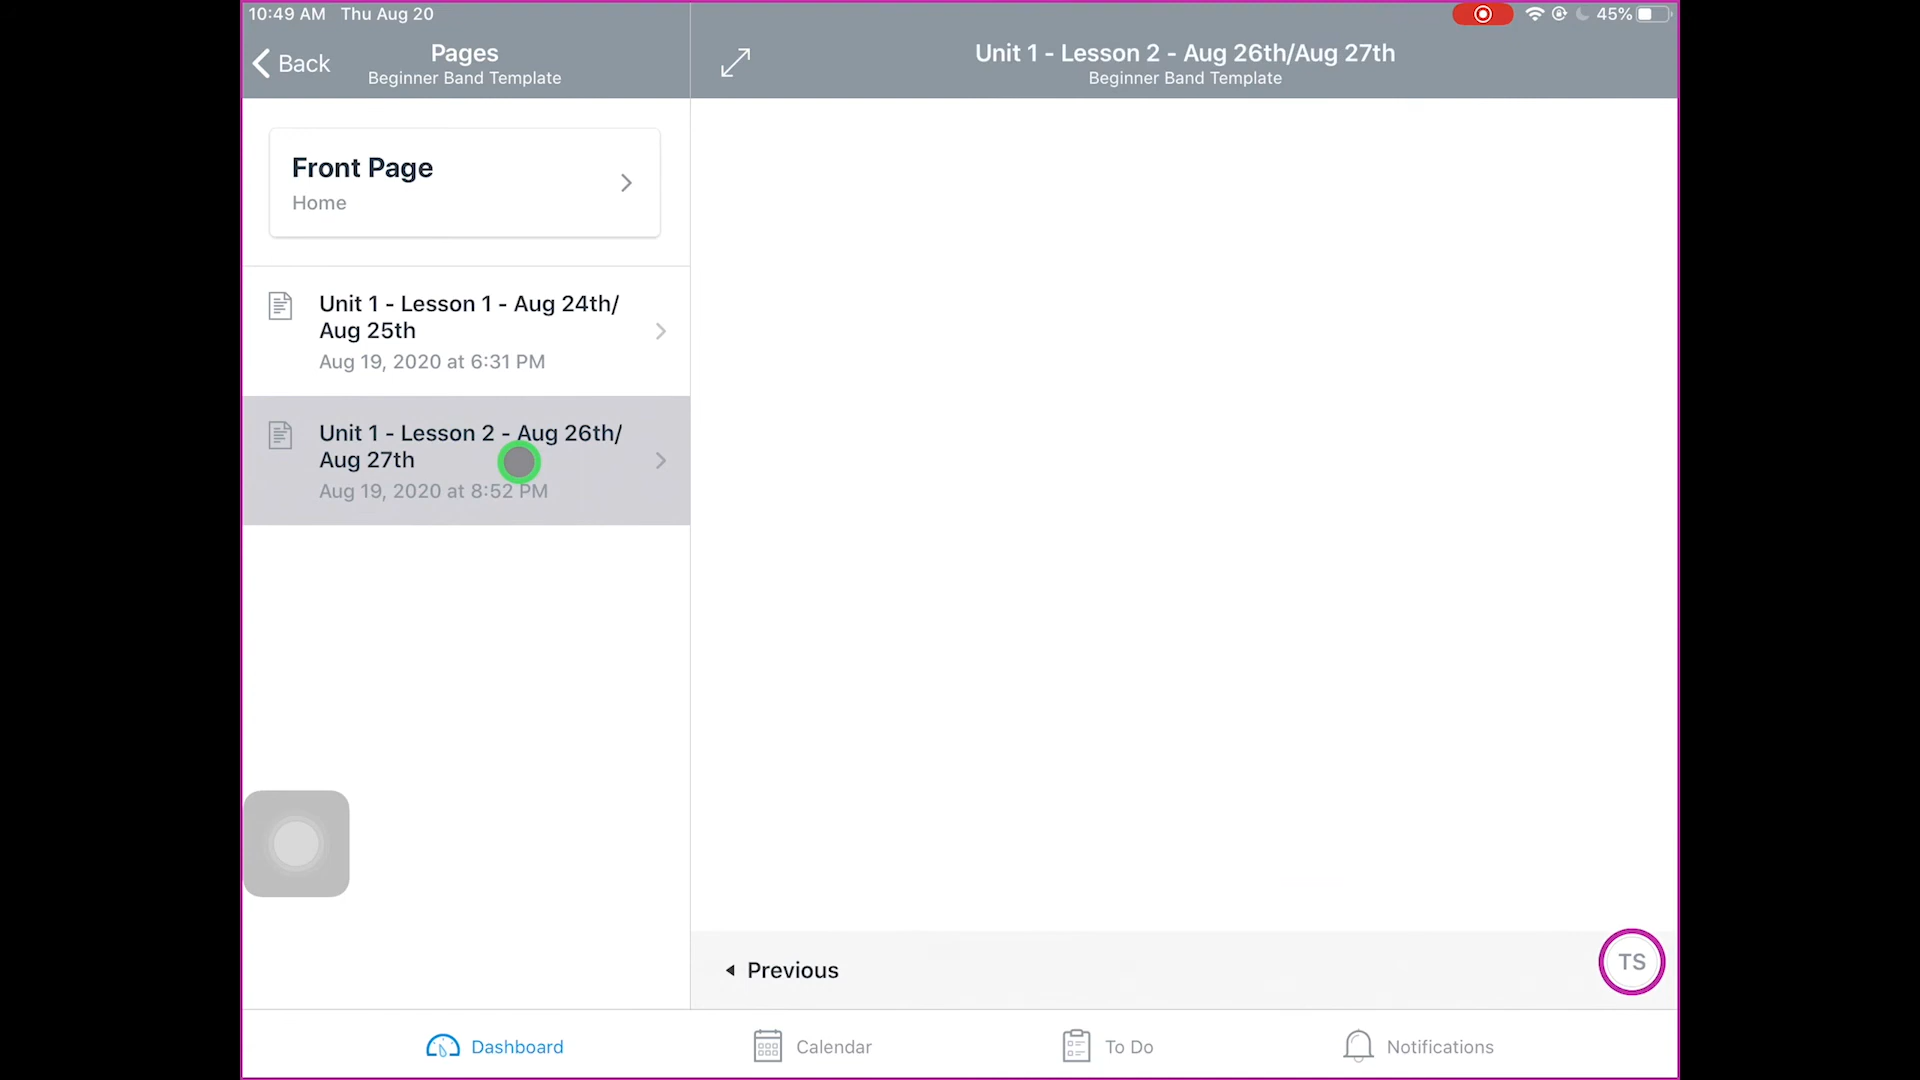 10:49 AM Thu Aug 20
45%
Back
Pages
Beginner Band Template
Unit 1 - Lesson 2 - Aug 26th/Aug 27th
Beginner Band Template
Front Page
Home
Unit 1 - Lesson 1 - Aug 24th/
Aug 25th
Aug 19, 2020 at 6:31 PM
Unit 1 - Lesson 2 - Aug 26th/
Aug 27th
Aug 19, 2020 at 8:52 PM
Previous
TS
Dashboard
Calendar
To Do
Notifications